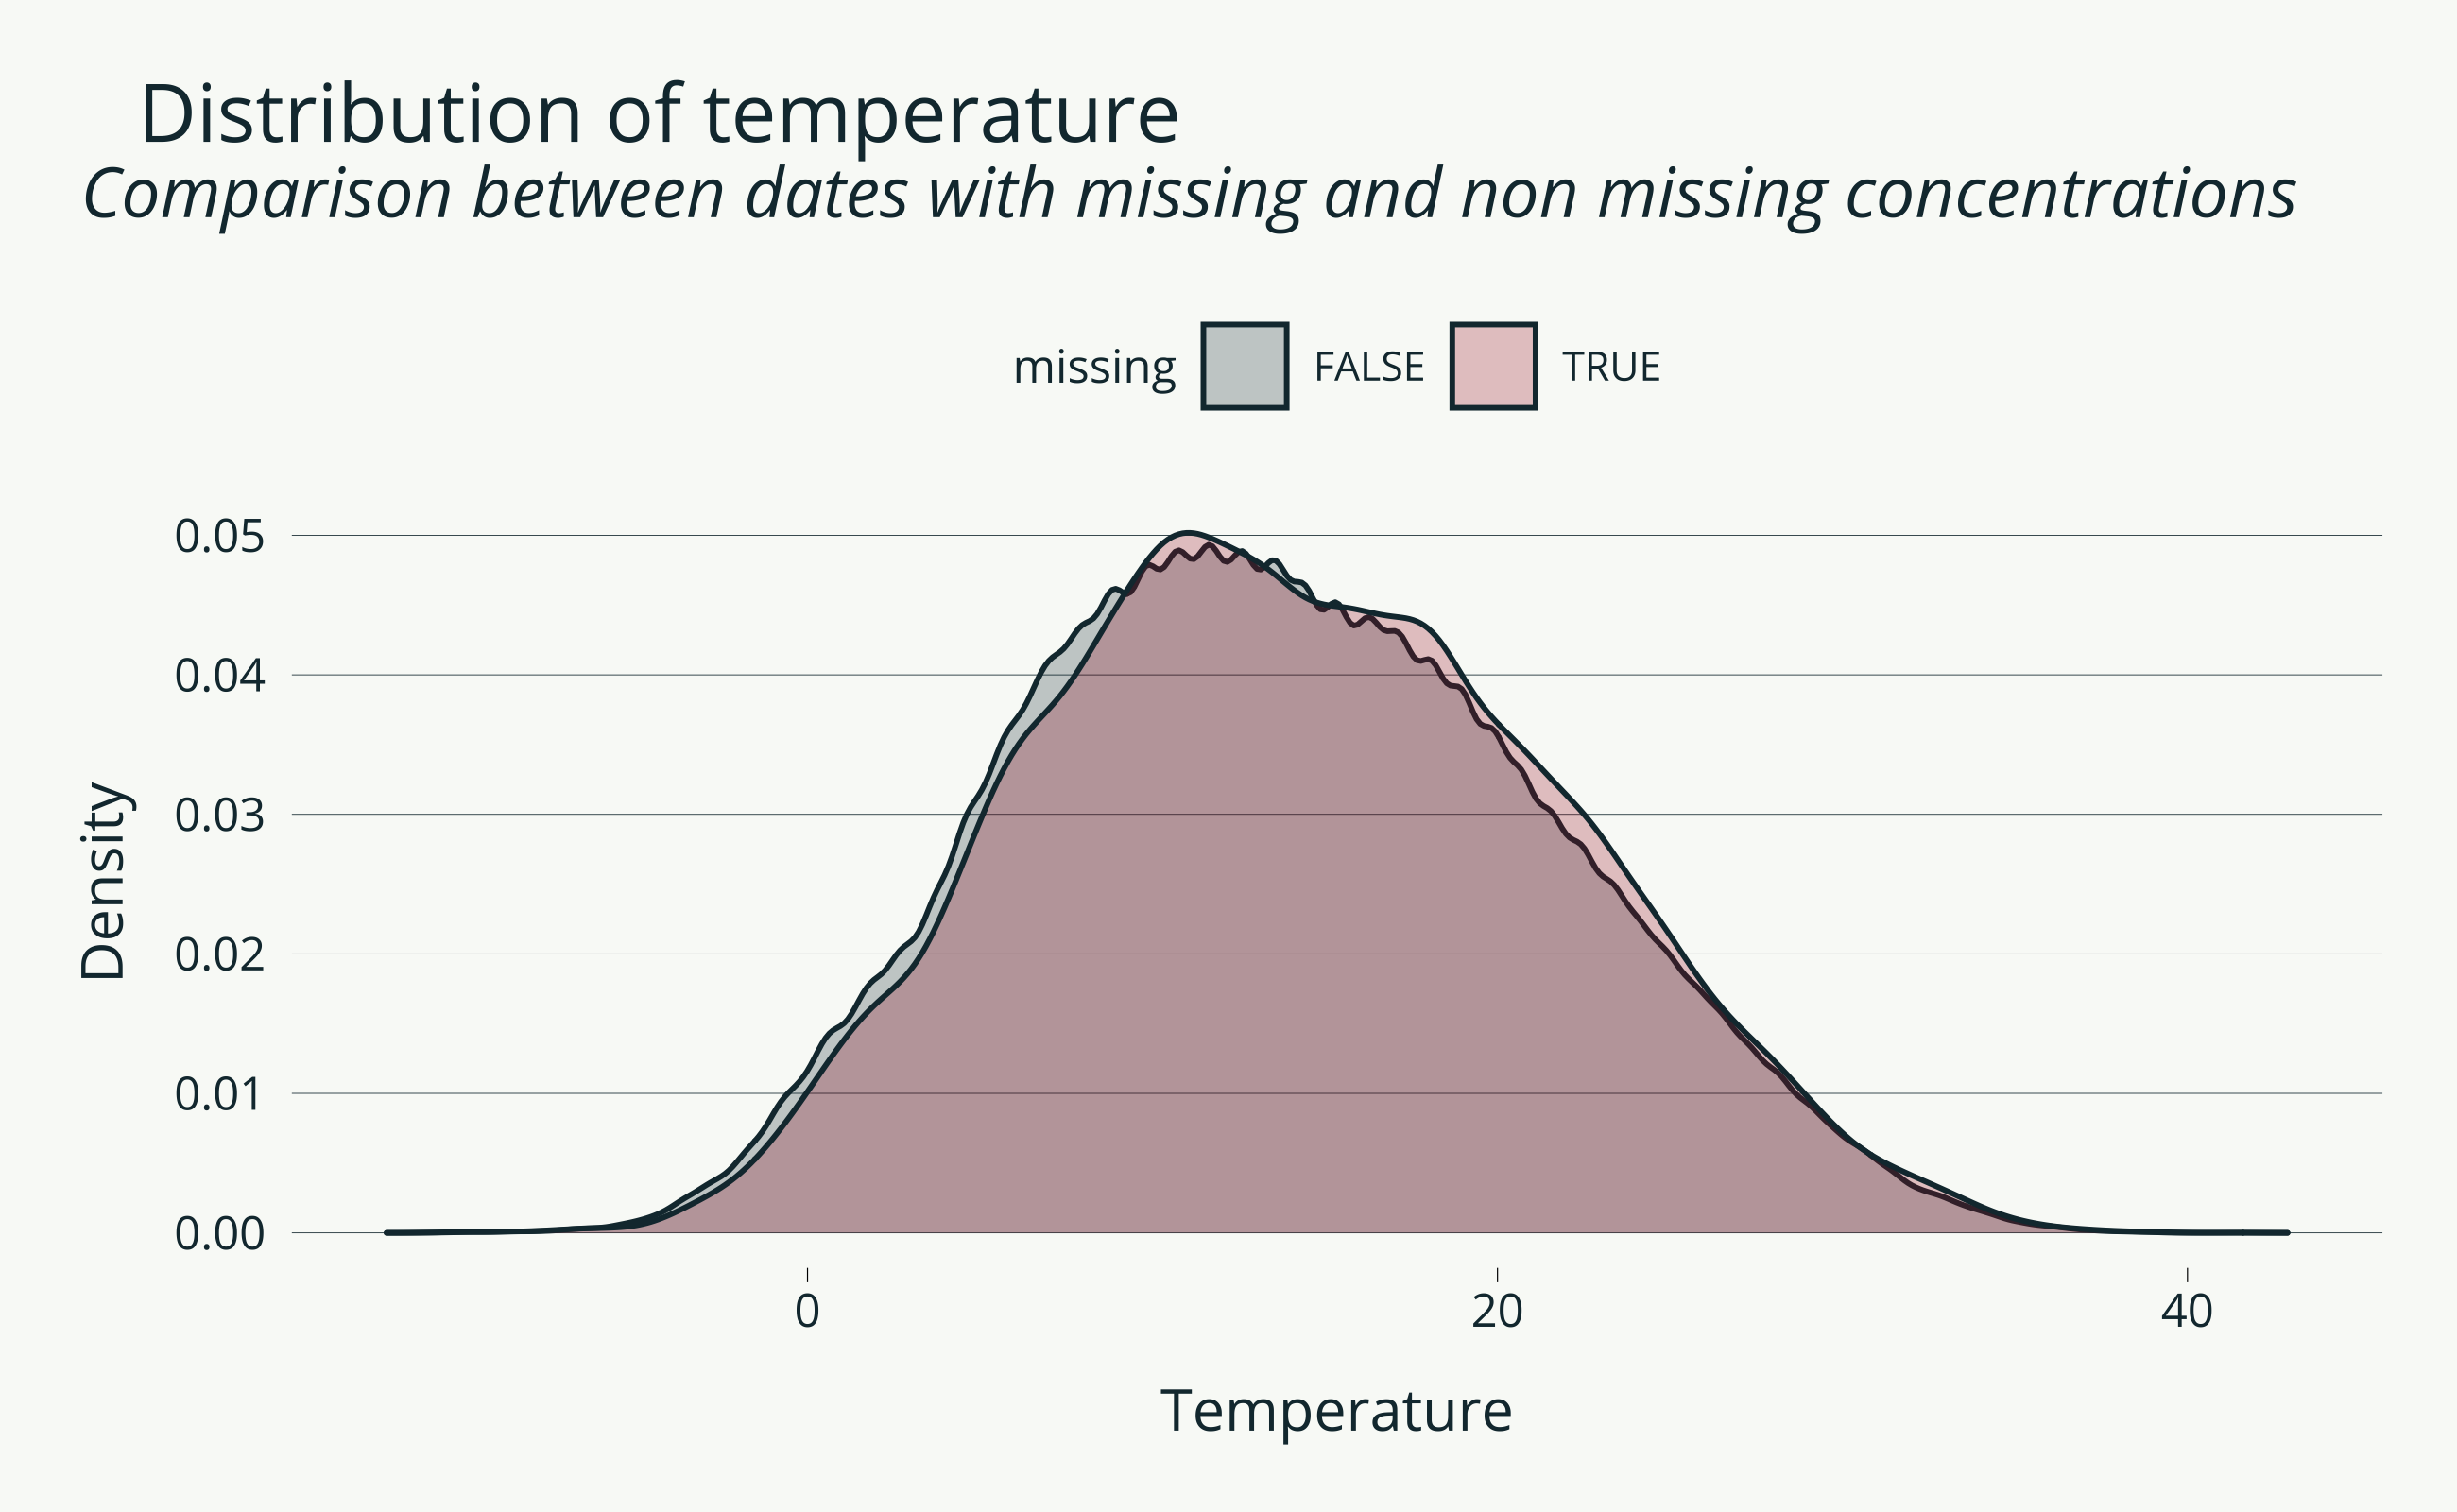 Distribution of temperature
Comparison between dates with missing and non missing concentrations
missing FALSE TRUE
0.05
0.04
0.03
0.02
0.01
0.00
Density
0 20 40
Temperature